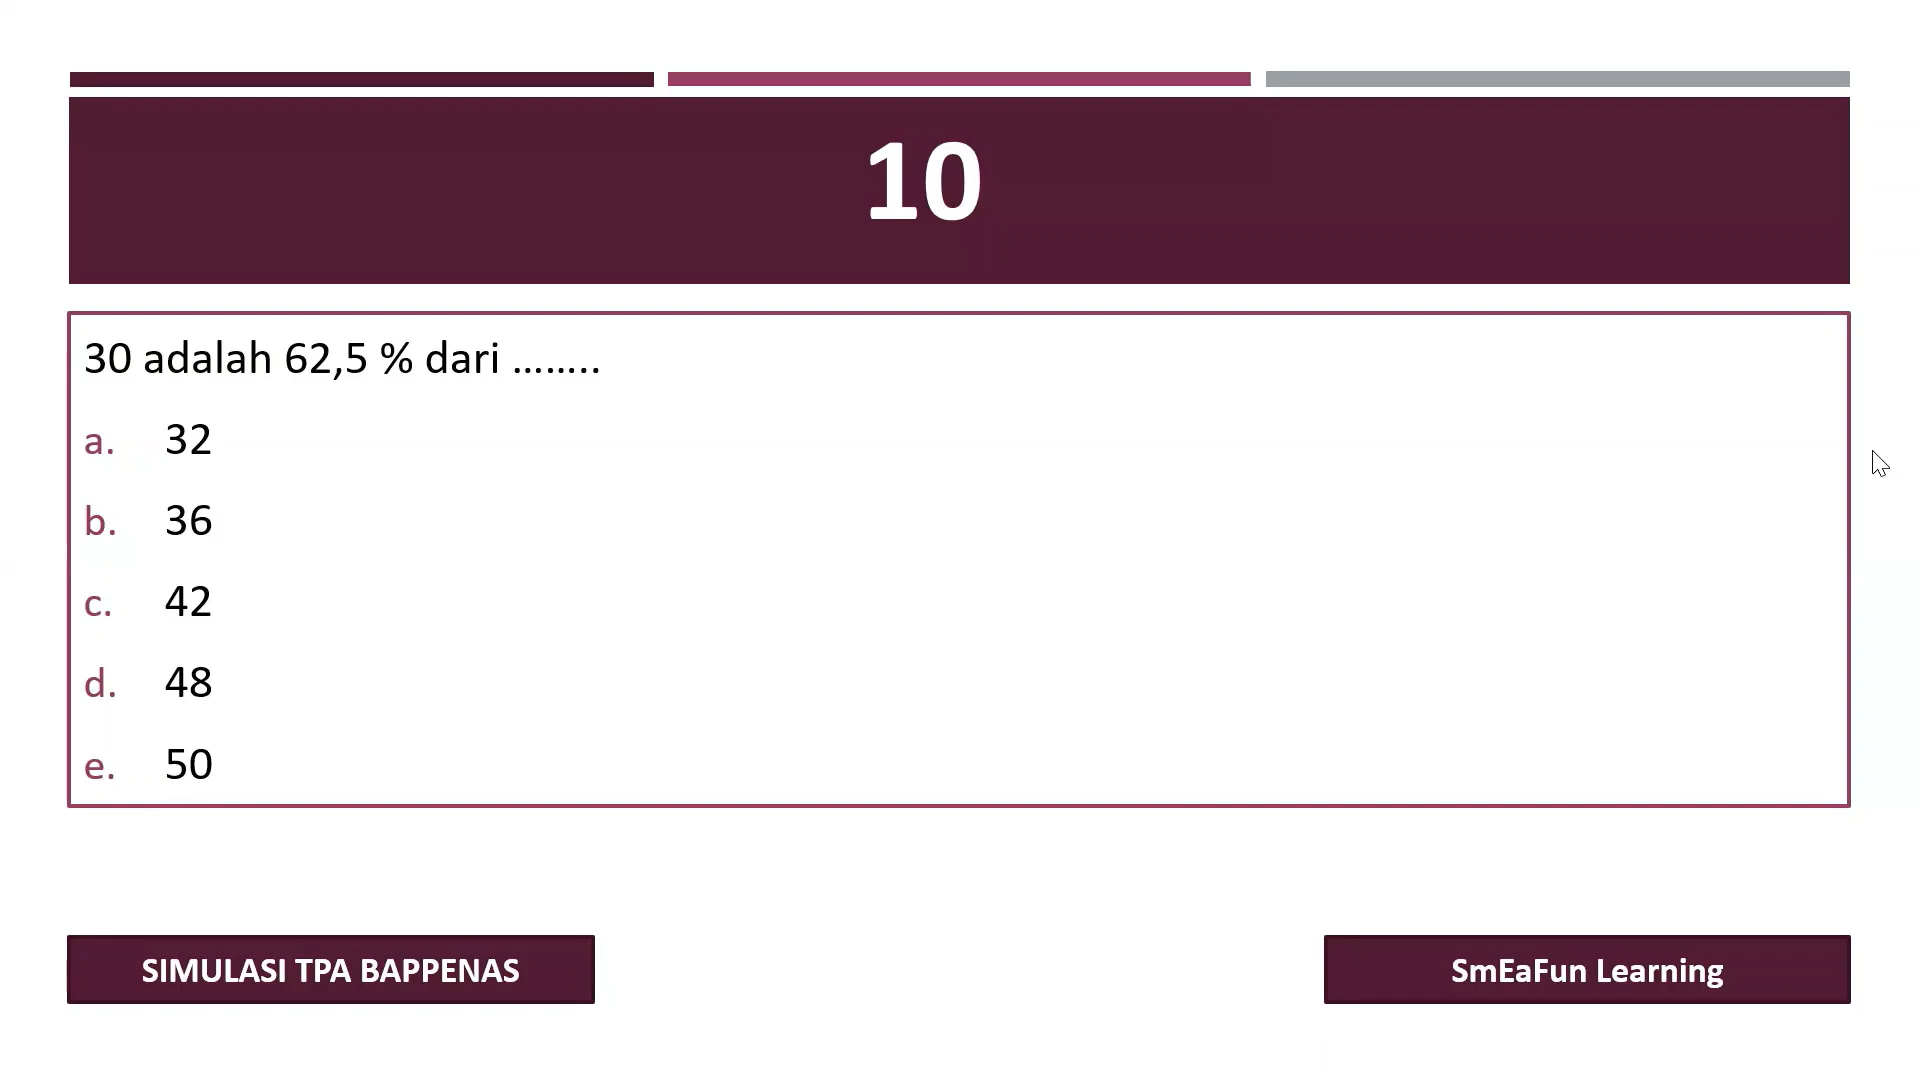 10
30 adalah 62,5 % dari ........
a. 32
b. 36
c. 42
d. 48
e. 50
SIMULASI TPA BAPPENAS
SmEaFun Learning